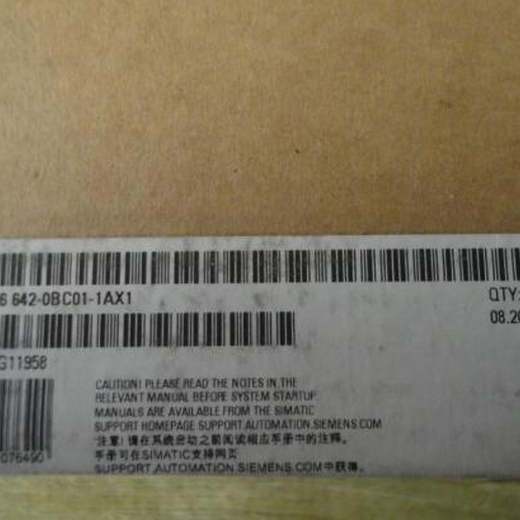 6 642-0BC01-1AX1
QTY:
08.20
G11958
CAUTION! PLEASE READ THE NOTES IN THE
RELEVANT MANUAL BEFORE SYSTEM STARTUP.
MANUALS ARE AVAILABLE FROM THE SIMATIC
SUPPORT HOMEPAGE SUPPORT.AUTOMATION.SIEMENS.COM
注意! 请在系统启动之前阅读相应手册中的注释。
手册可在SIMATIC支持网页
SUPPORT.AUTOMATION.SIEMENS.COM中获得。
076490